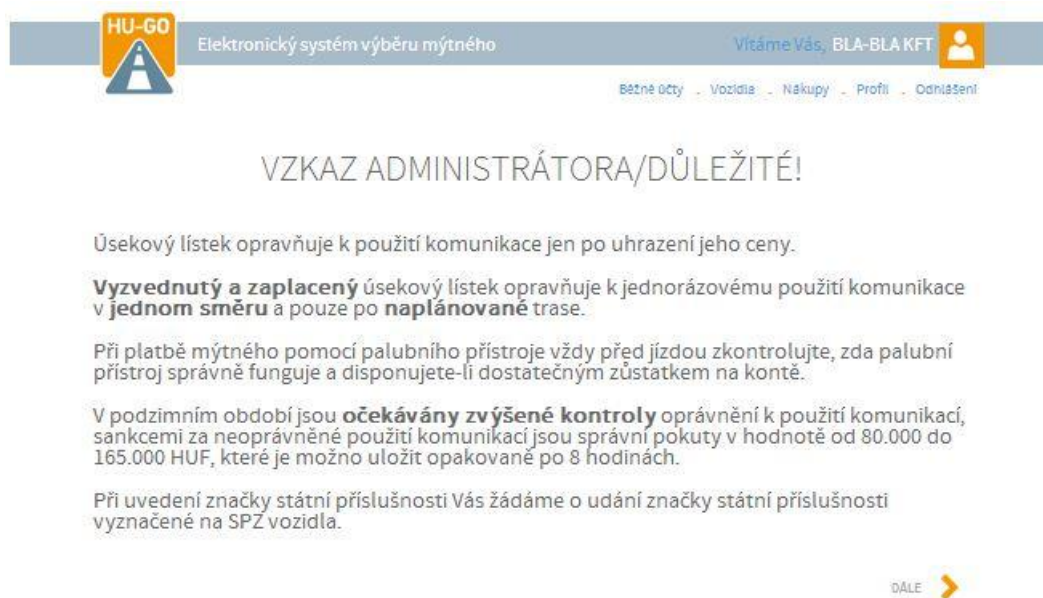 HU-GO
Elektronický systém výběru mýtného
Vítáme Vás, BLA-BLA KFT
Běžné účty - Vozidla - Nákupy - Profil - Odhlášení
VZKAZ ADMINISTRÁTORA/DŮLEŽITÉ!
Úsekový lístek opravňuje k použití komunikace jen po uhrazení jeho ceny.
Vyzvednutý a zaplacený úsekový lístek opravňuje k jednorázovému použití komunikace
v jednom směru a pouze po naplánované trase.
Při platbě mýtného pomocí palubního přístroje vždy před jízdou zkontrolujte, zda palubní
přístroj správně funguje a disponujete-li dostatečným zůstatkem na kontě.
V podzimním období jsou očekávány zvýšené kontroly oprávnění k použití komunikací,
sankcemi za neoprávněné použití komunikací jsou správní pokuty v hodnotě od 80.000 do
165.000 HUF, které je možno uložit opakovaně po 8 hodinách.
Při uvedení značky státní příslušnosti Vás žádáme o udání značky státní příslušnosti
vyznačené na SPZ vozidla.
DÁLE